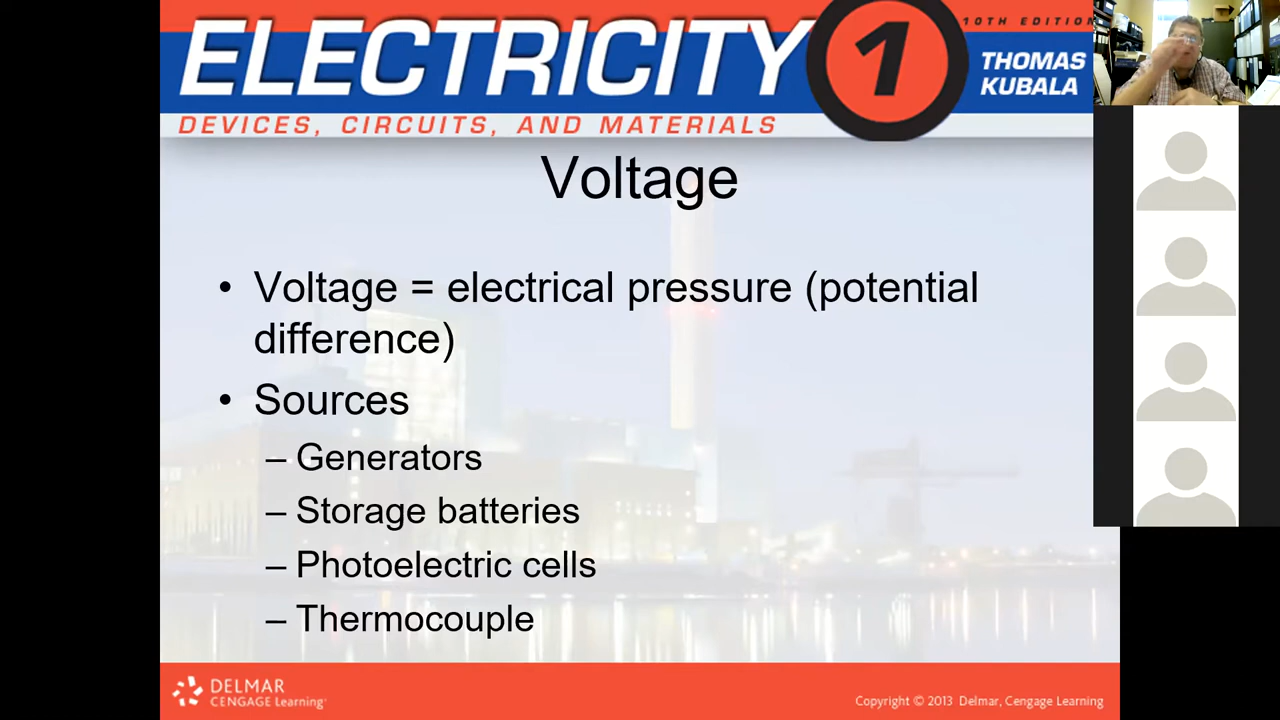 ELECTRICITY 1
10TH EDITION
THOMAS
KUBALA
DEVICES, CIRCUITS, AND MATERIALS
Voltage
• Voltage = electrical pressure (potential
difference)
• Sources
– Generators
– Storage batteries
– Photoelectric cells
– Thermocouple
DELMAR
CENGAGE Learning
Copyright © 2013 Delmar, Cengage Learning